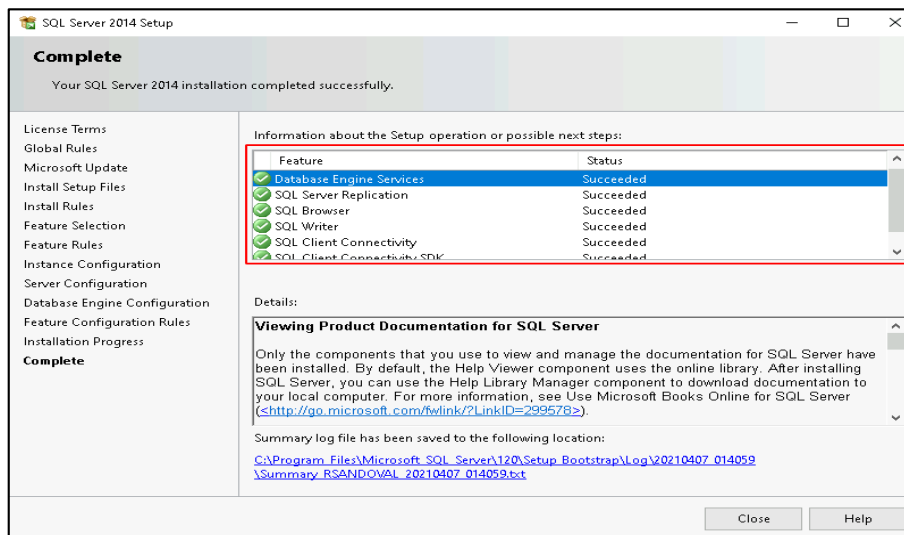 SQL Server 2014 Setup
Complete
Your SQL Server 2014 installation completed successfully.
License Terms
Global Rules
Microsoft Update
Install Setup Files
Install Rules
Feature Selection
Feature Rules
Instance Configuration
Server Configuration
Database Engine Configuration
Feature Configuration Rules
Installation Progress
Complete
Information about the Setup operation or possible next steps:
Feature Status
Database Engine Services Succeeded
SQL Server Replication Succeeded
SQL Browser Succeeded
SQL Writer Succeeded
SQL Client Connectivity Succeeded
SQL Client Connectivity SDK Succeeded
Details:
Viewing Product Documentation for SQL Server
Only the components that you use to view and manage the documentation for SQL Server have
been installed. By default, the Help Viewer component uses the online library. After installing
SQL Server, you can use the Help Library Manager component to download documentation to
your local computer. For more information, see Use Microsoft Books Online for SQL Server
(<http://go.microsoft.com/fwlink/?LinkID=299578>).
Summary log file has been saved to the following location:
C:\Program Files\Microsoft SQL Server\120\Setup Bootstrap\Log\20210407_014059
\Summary_RSANDOVAL_20210407_014059.txt
Close Help